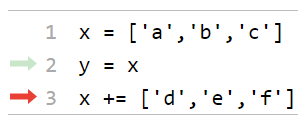 1 x = ['a','b','c']
2 y = x
3 x += ['d','e','f']